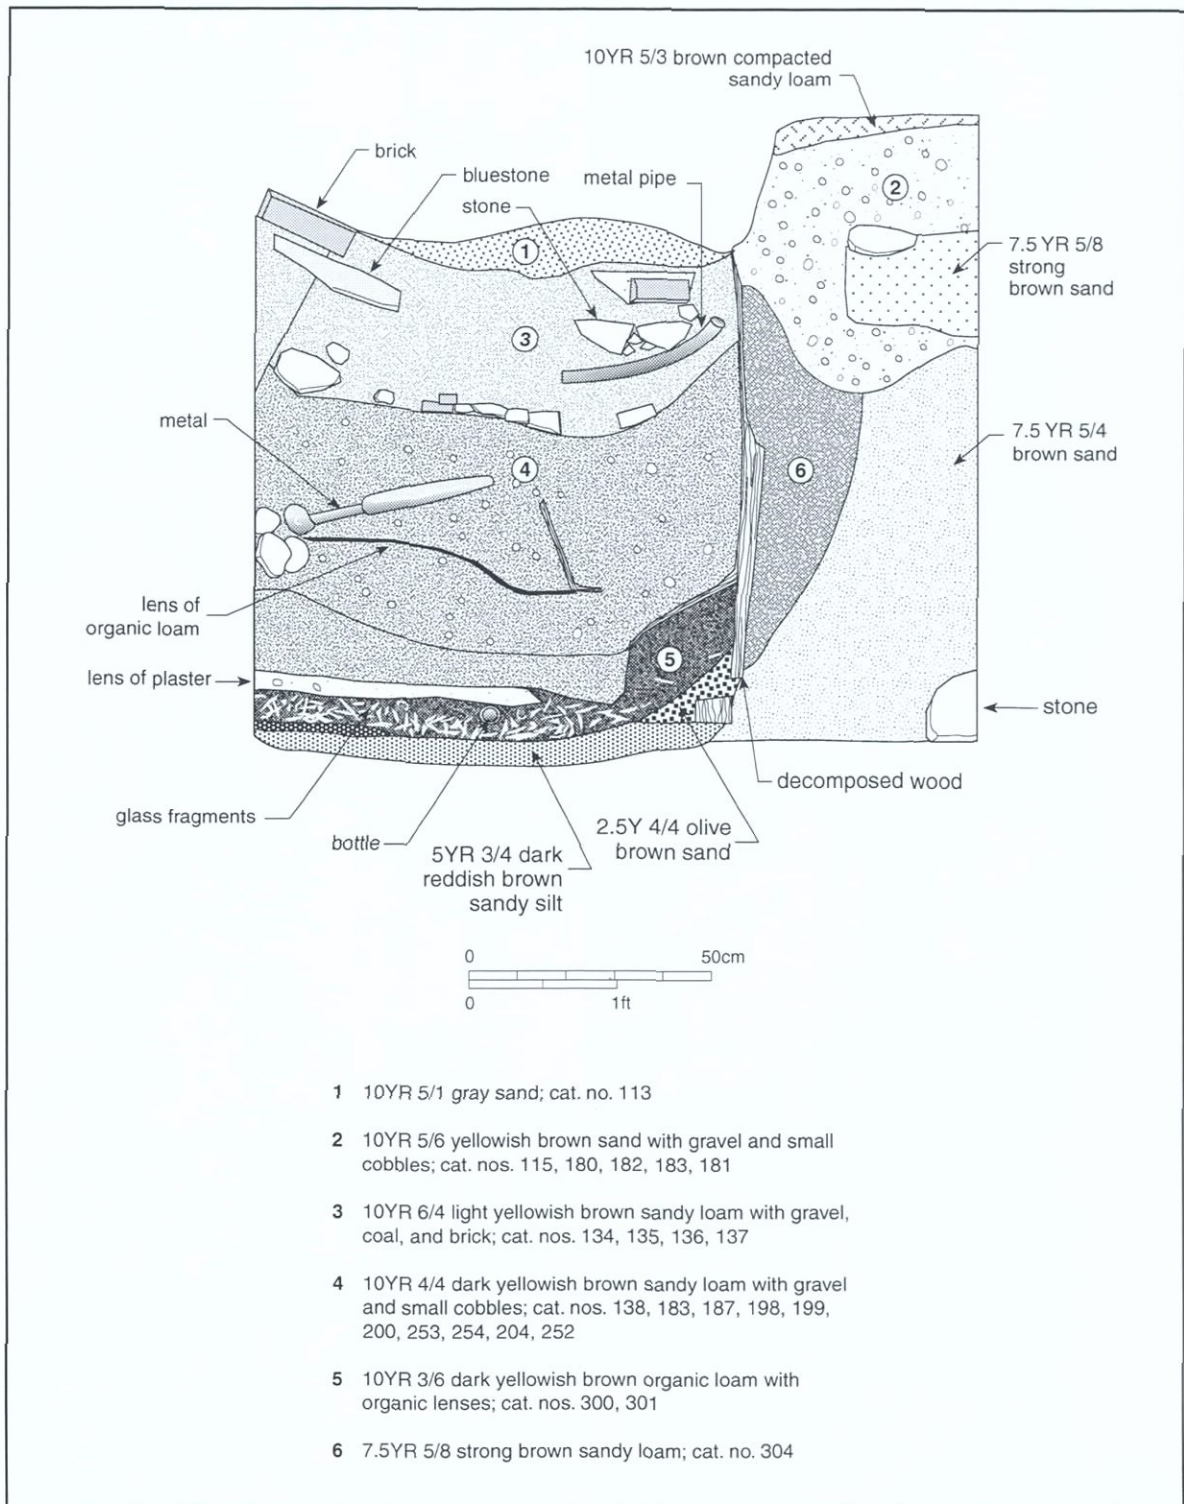 10YR 5/3 brown compacted
sandy loam
brick
bluestone
stone
metal pipe
2
1
7.5 YR 5/8
strong
brown sand
3
metal
4
6
7.5 YR 5/4
brown sand
lens of
organic loam
5
lens of plaster
stone
decomposed wood
glass fragments
bottle
2.5Y 4/4 olive
brown sand
5YR 3/4 dark
reddish brown
sandy silt
0 50cm
0 1ft
1 10YR 5/1 gray sand; cat. no. 113
2 10YR 5/6 yellowish brown sand with gravel and small
cobbles; cat. nos. 115, 180, 182, 183, 181
3 10YR 6/4 light yellowish brown sandy loam with gravel,
coal, and brick; cat. nos. 134, 135, 136, 137
4 10YR 4/4 dark yellowish brown sandy loam with gravel
and small cobbles; cat. nos. 138, 183, 187, 198, 199,
200, 253, 254, 204, 252
5 10YR 3/6 dark yellowish brown organic loam with
organic lenses; cat. nos. 300, 301
6 7.5YR 5/8 strong brown sandy loam; cat. no. 304